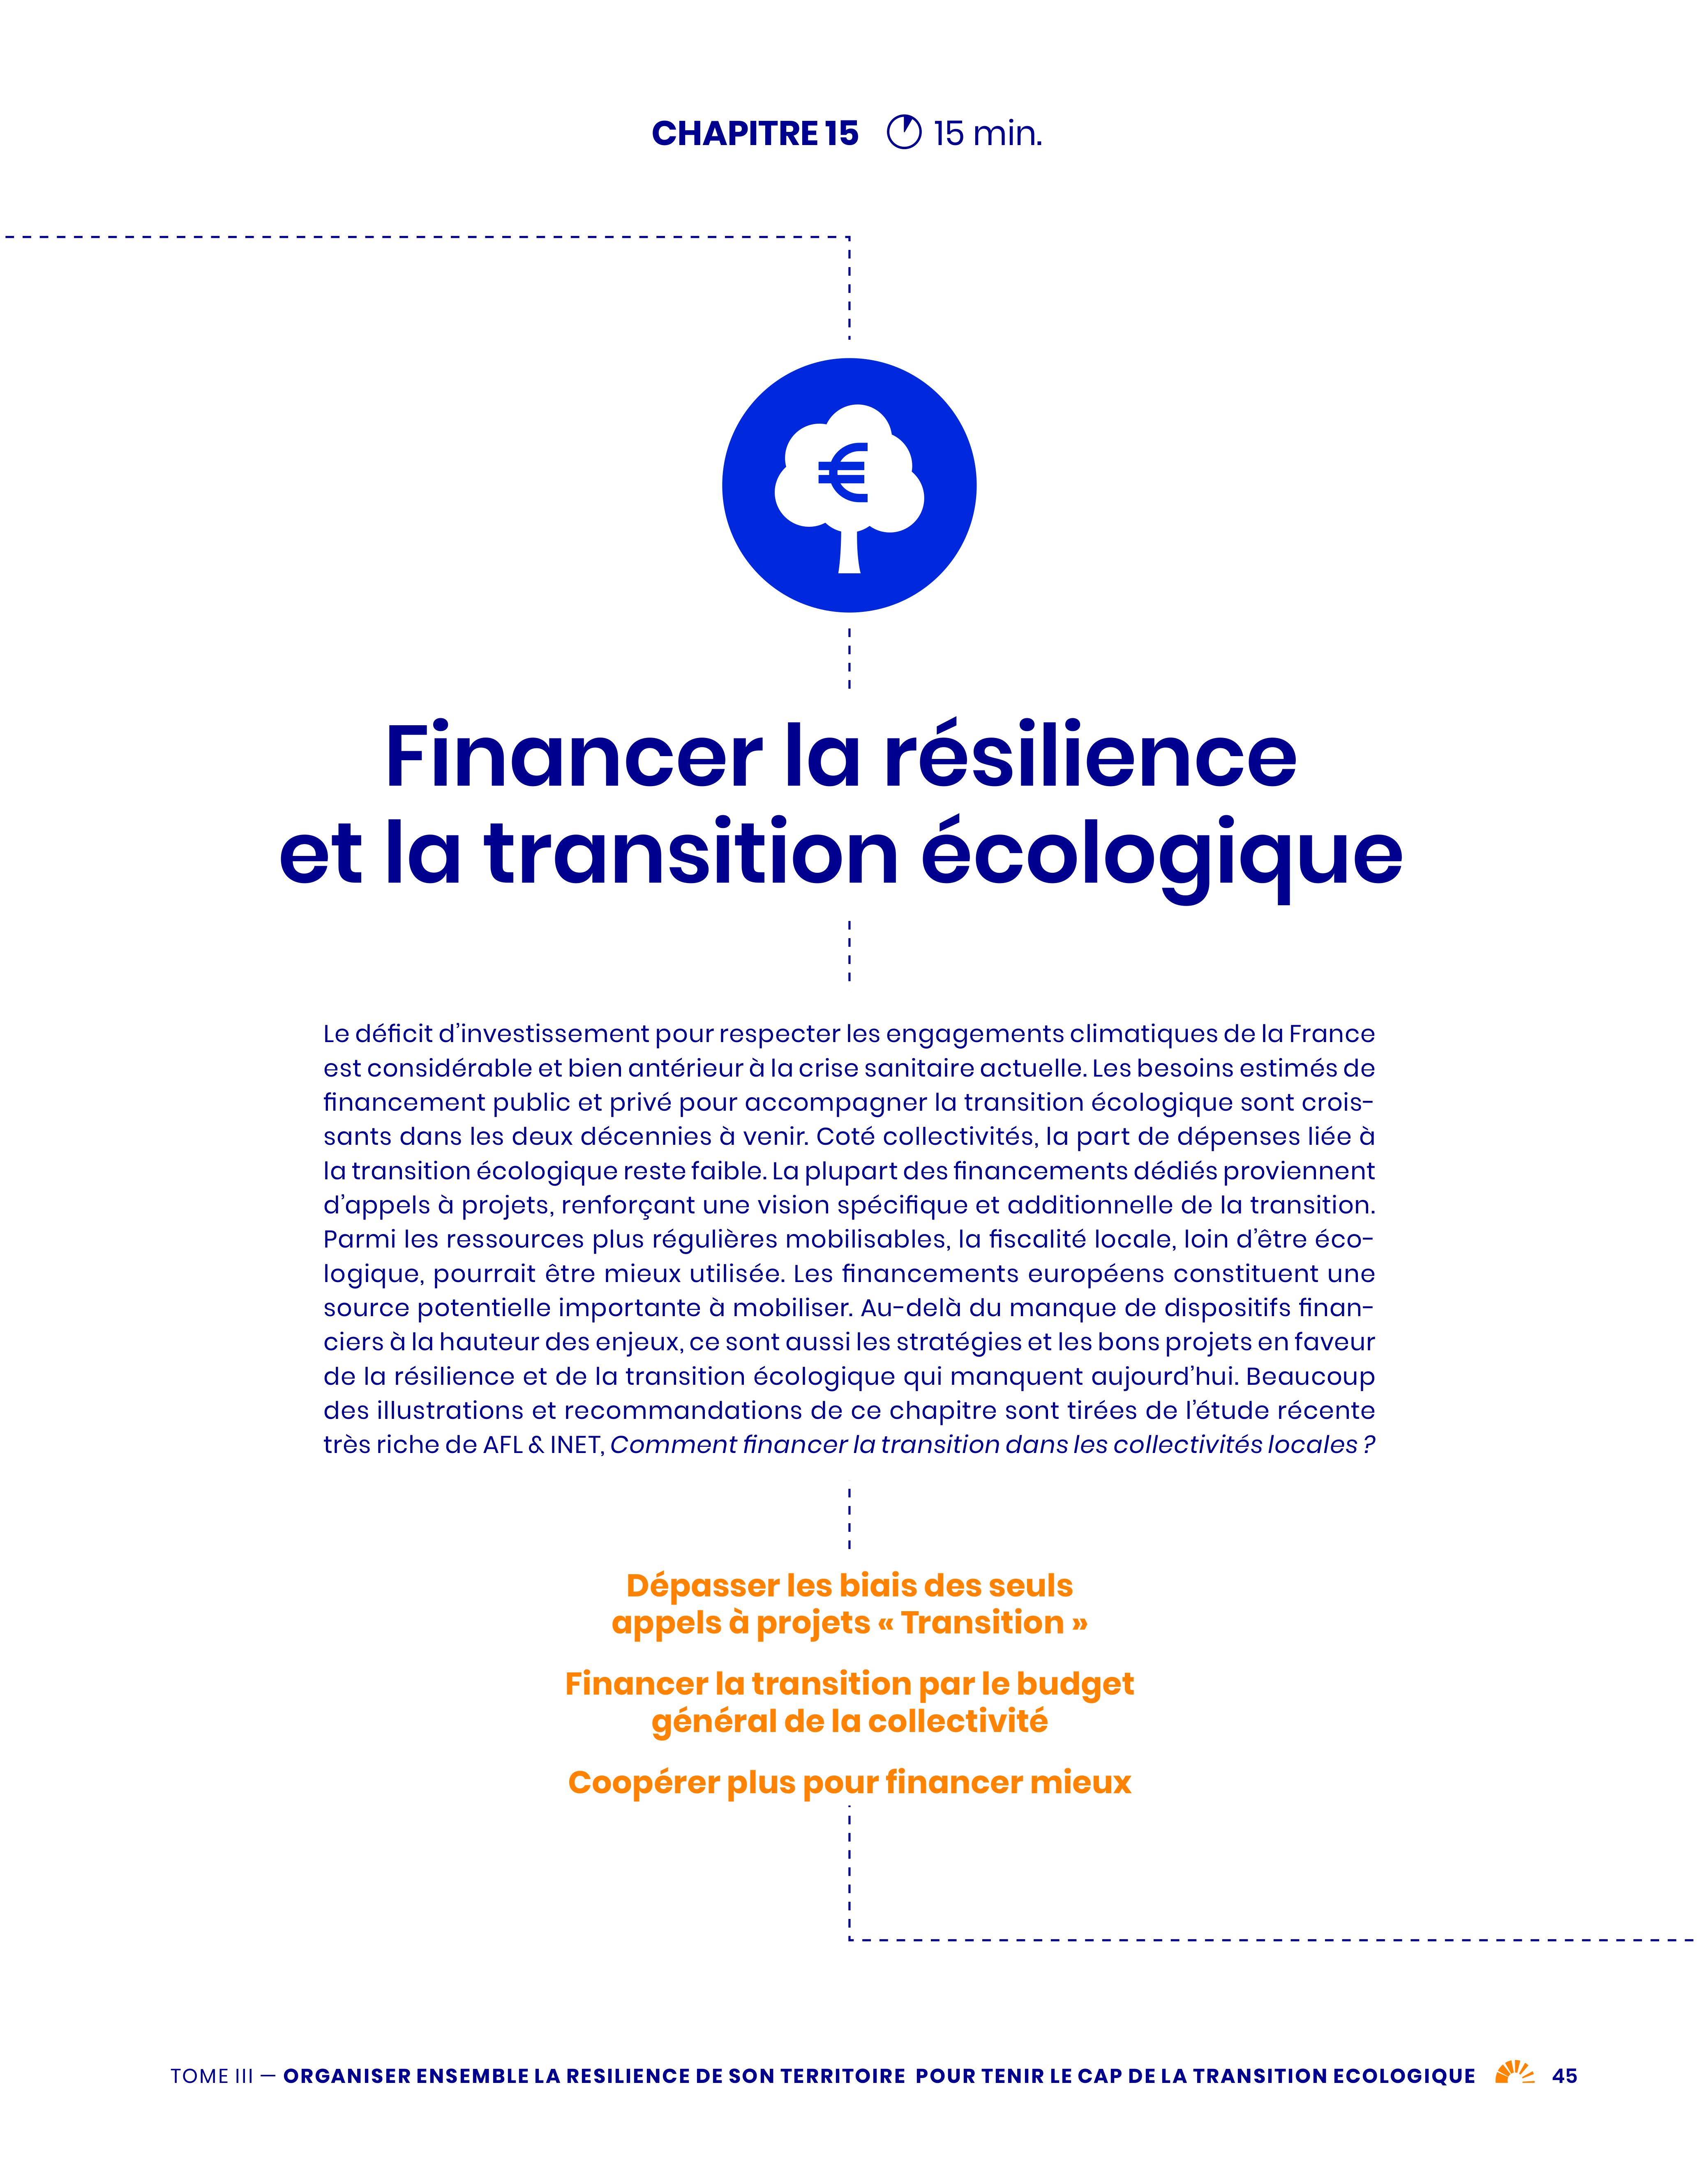 CHAPITRE 15 15 min.
€
Financer la résilience
et la transition écologique
Le déficit d’investissement pour respecter les engagements climatiques de la France
est considérable et bien antérieur à la crise sanitaire actuelle. Les besoins estimés de
financement public et privé pour accompagner la transition écologique sont crois-
sants dans les deux décennies à venir. Coté collectivités, la part de dépenses liée à
la transition écologique reste faible. La plupart des financements dédiés proviennent
d’appels à projets, renforçant une vision spécifique et additionnelle de la transition.
Parmi les ressources plus régulières mobilisables, la fiscalité locale, loin d’être éco-
logique, pourrait être mieux utilisée. Les financements européens constituent une
source potentielle importante à mobiliser. Au-delà du manque de dispositifs finan-
ciers à la hauteur des enjeux, ce sont aussi les stratégies et les bons projets en faveur
de la résilience et de la transition écologique qui manquent aujourd’hui. Beaucoup
des illustrations et recommandations de ce chapitre sont tirées de l’étude récente
très riche de AFL & INET, Comment financer la transition dans les collectivités locales ?
Dépasser les biais des seuls
appels à projets « Transition »
Financer la transition par le budget
général de la collectivité
Coopérer plus pour financer mieux
TOME III — ORGANISER ENSEMBLE LA RESILIENCE DE SON TERRITOIRE POUR TENIR LE CAP DE LA TRANSITION ECOLOGIQUE 45